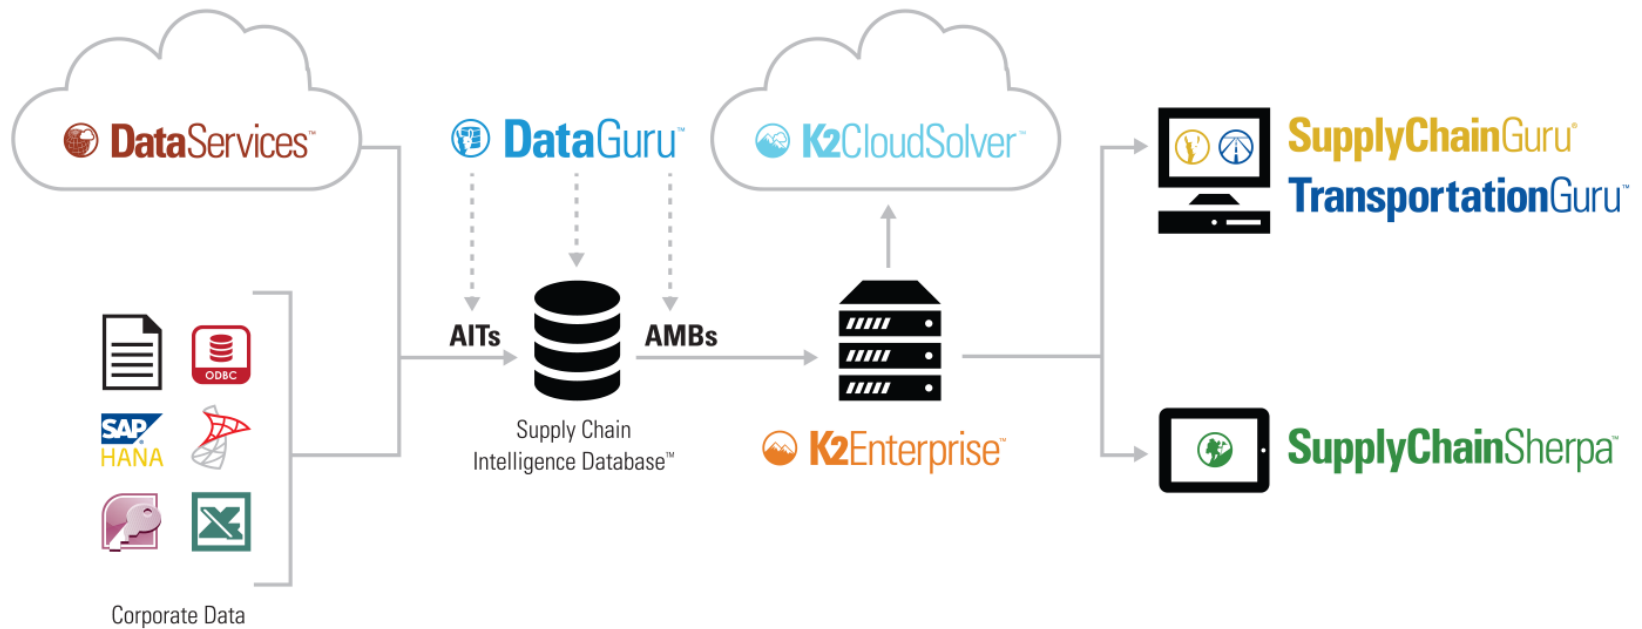 DataServices™
DataGuru™
K2CloudSolver™
SupplyChainGuru®
TransportationGuru™
AITs
AMBs
ODBC
SAP®
HANA
Supply Chain
Intelligence Database™
K2Enterprise™
SupplyChainSherpa™
Corporate Data